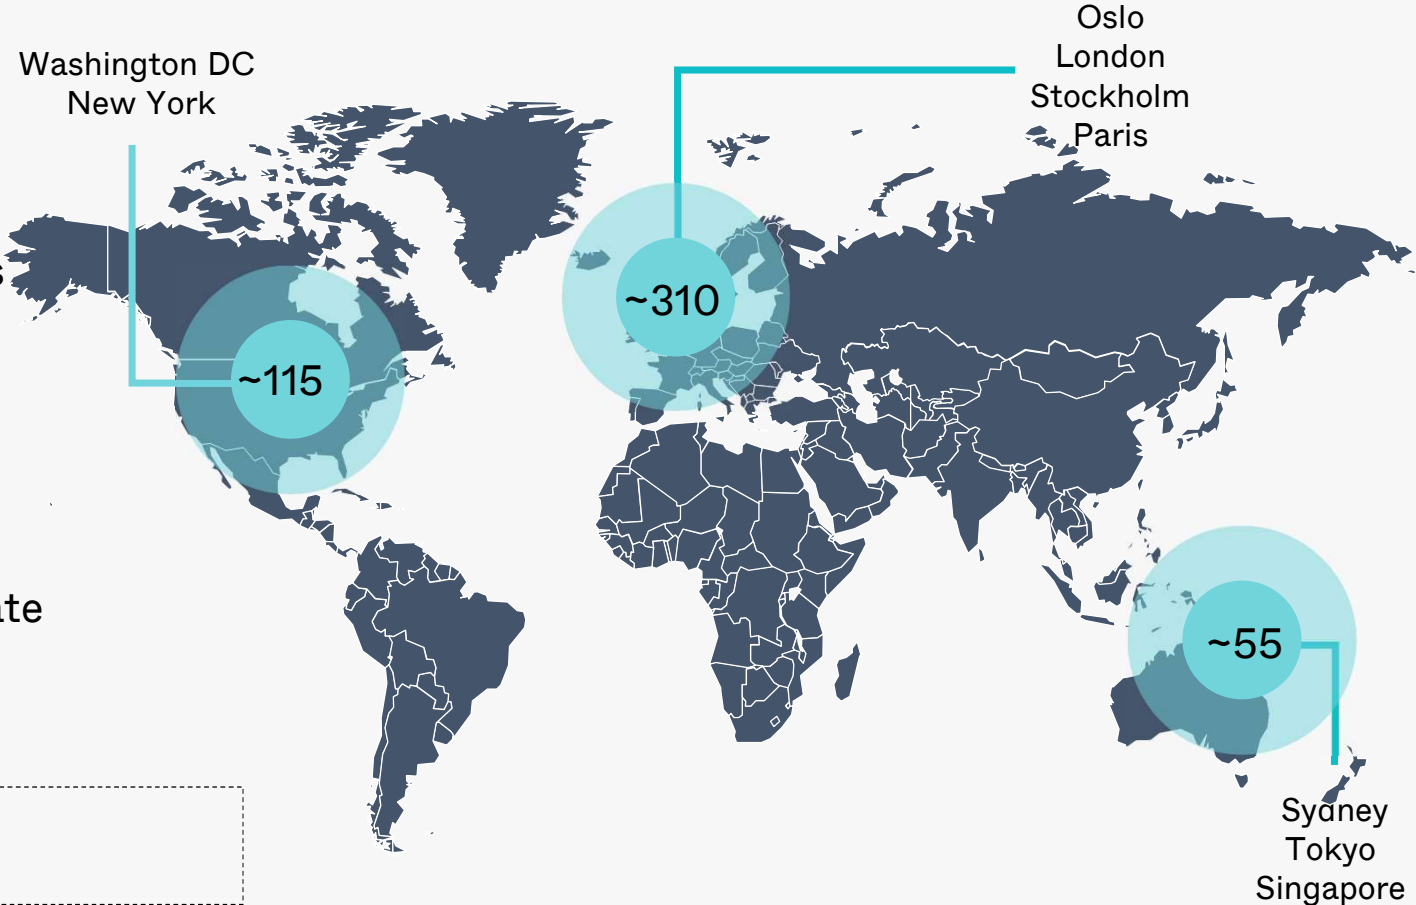 Washington DC
New York
Oslo
London
Stockholm
Paris
~310
~115
~55
Sydney
Tokyo
Singapore